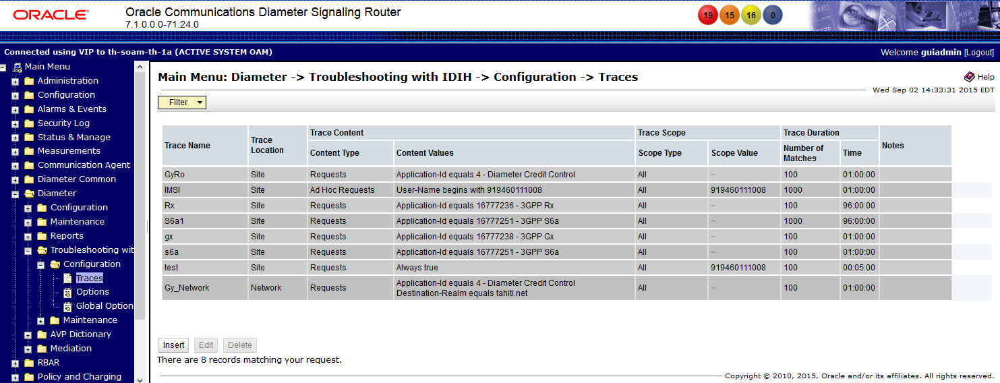 ORACLE®
Oracle Communications Diameter Signaling Router
7.1.0.0.0-71.24.0
19 15 16 0
Connected using VIP to th-soam-th-1a (ACTIVE SYSTEM OAM)
Welcome guiadmin [Logout]
Main Menu
Administration
Configuration
Alarms & Events
Security Log
Status & Manage
Measurements
Communication Agent
Diameter Common
Diameter
Configuration
Maintenance
Reports
Troubleshooting wit
Configuration
Traces
Options
Global Option
Maintenance
AVP Dictionary
Mediation
RBAR
Policy and Charging
Main Menu: Diameter -> Troubleshooting with IDIH -> Configuration -> Traces
Help
Wed Sep 02 14:33:31 2015 EDT
Filter
Trace Name Trace Location Trace Content Trace Scope Trace Duration Notes
Content Type Content Values Scope Type Scope Value Number of Matches Time
GyRo Site Requests Application-Id equals 4 - Diameter Credit Control All ~ 100 01:00:00
IMSI Site Ad Hoc Requests User-Name begins with 919460111008 All 919460111008 1000 01:00:00
Rx Site Requests Application-Id equals 16777236 - 3GPP Rx All ~ 100 96:00:00
S6a1 Site Requests Application-Id equals 16777251 - 3GPP S6a All ~ 1000 96:00:00
gx Site Requests Application-Id equals 16777238 - 3GPP Gx All ~ 100 01:00:00
s6a Site Requests Application-Id equals 16777251 - 3GPP S6a All ~ 100 01:00:00
test Site Requests Always true All 919460111008 100 00:05:00
Gy_Network Network Requests Application-Id equals 4 - Diameter Credit Control All ~ 100 01:00:00
Destination-Realm equals tahiti.net
Insert Edit Delete
There are 8 records matching your request.
Copyright © 2010, 2015, Oracle and/or its affiliates. All rights reserved.